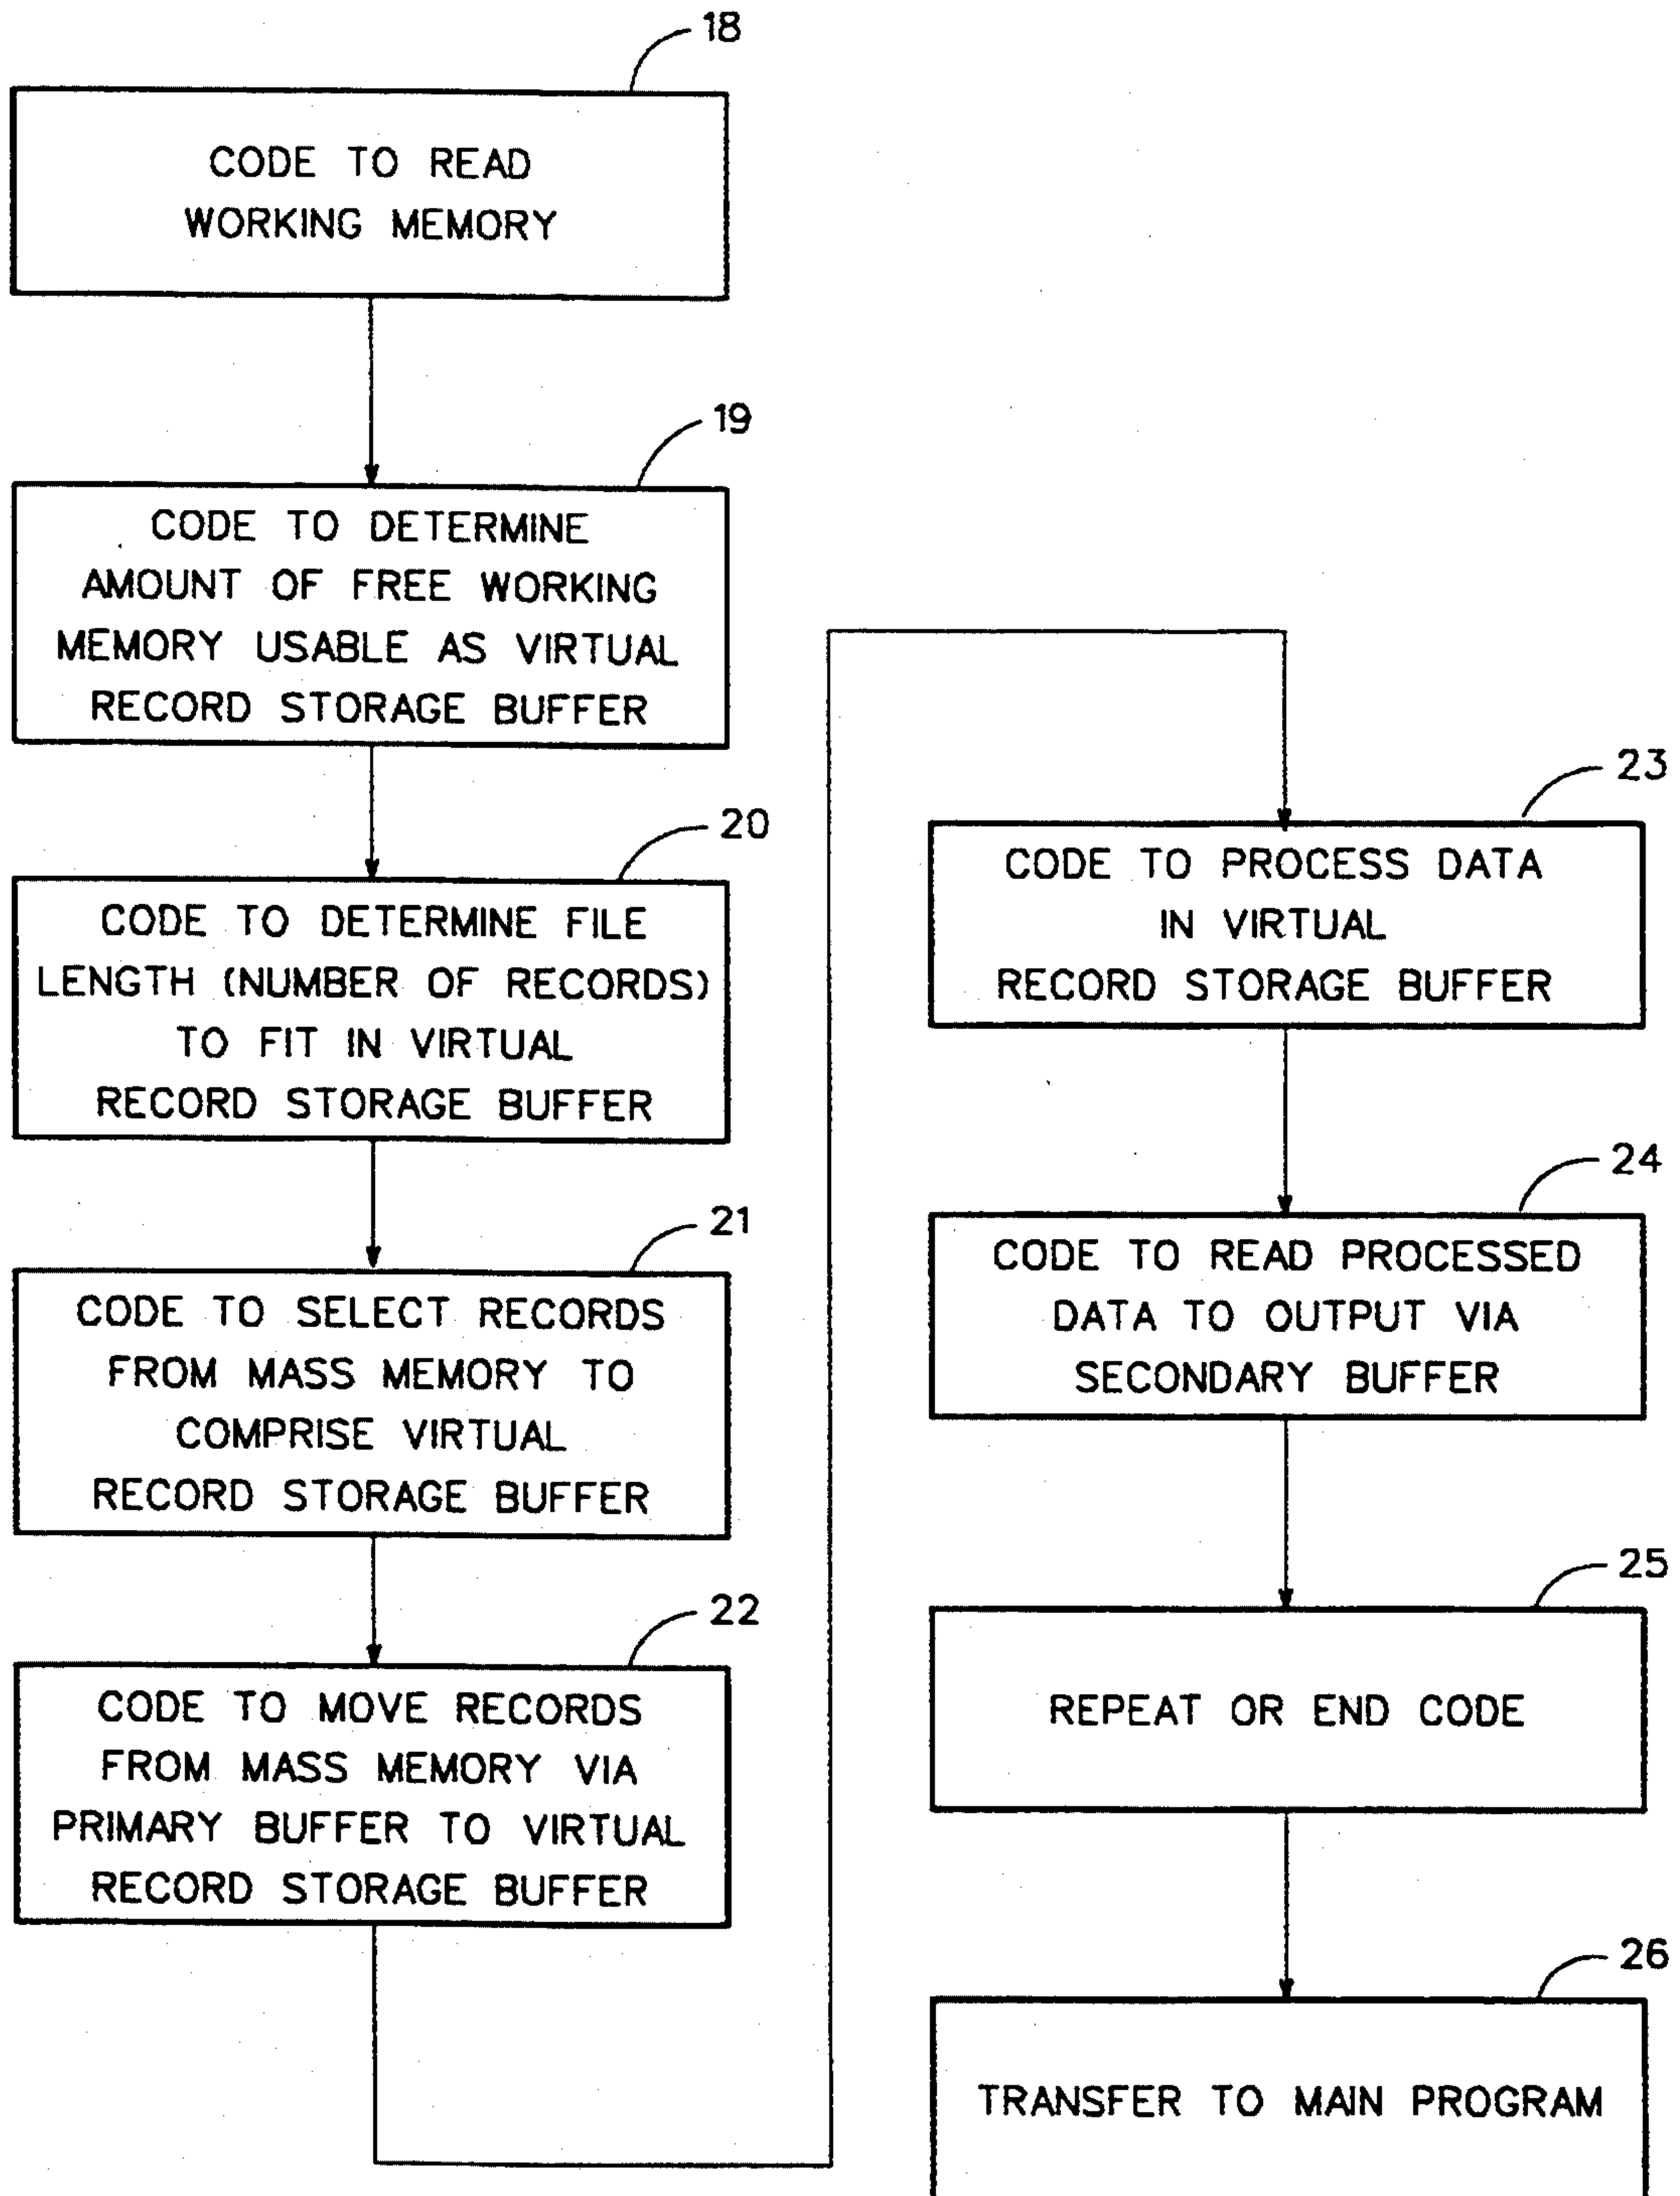 18
CODE TO READ
WORKING MEMORY
19
CODE TO DETERMINE
AMOUNT OF FREE WORKING
MEMORY USABLE AS VIRTUAL
RECORD STORAGE BUFFER
20
CODE TO DETERMINE FILE
LENGTH (NUMBER OF RECORDS)
TO FIT IN VIRTUAL
RECORD STORAGE BUFFER
21
CODE TO SELECT RECORDS
FROM MASS MEMORY TO
COMPRISE VIRTUAL
RECORD STORAGE BUFFER
22
CODE TO MOVE RECORDS
FROM MASS MEMORY VIA
PRIMARY BUFFER TO VIRTUAL
RECORD STORAGE BUFFER
23
CODE TO PROCESS DATA
IN VIRTUAL
RECORD STORAGE BUFFER
24
CODE TO READ PROCESSED
DATA TO OUTPUT VIA
SECONDARY BUFFER
25
REPEAT OR END CODE
26
TRANSFER TO MAIN PROGRAM